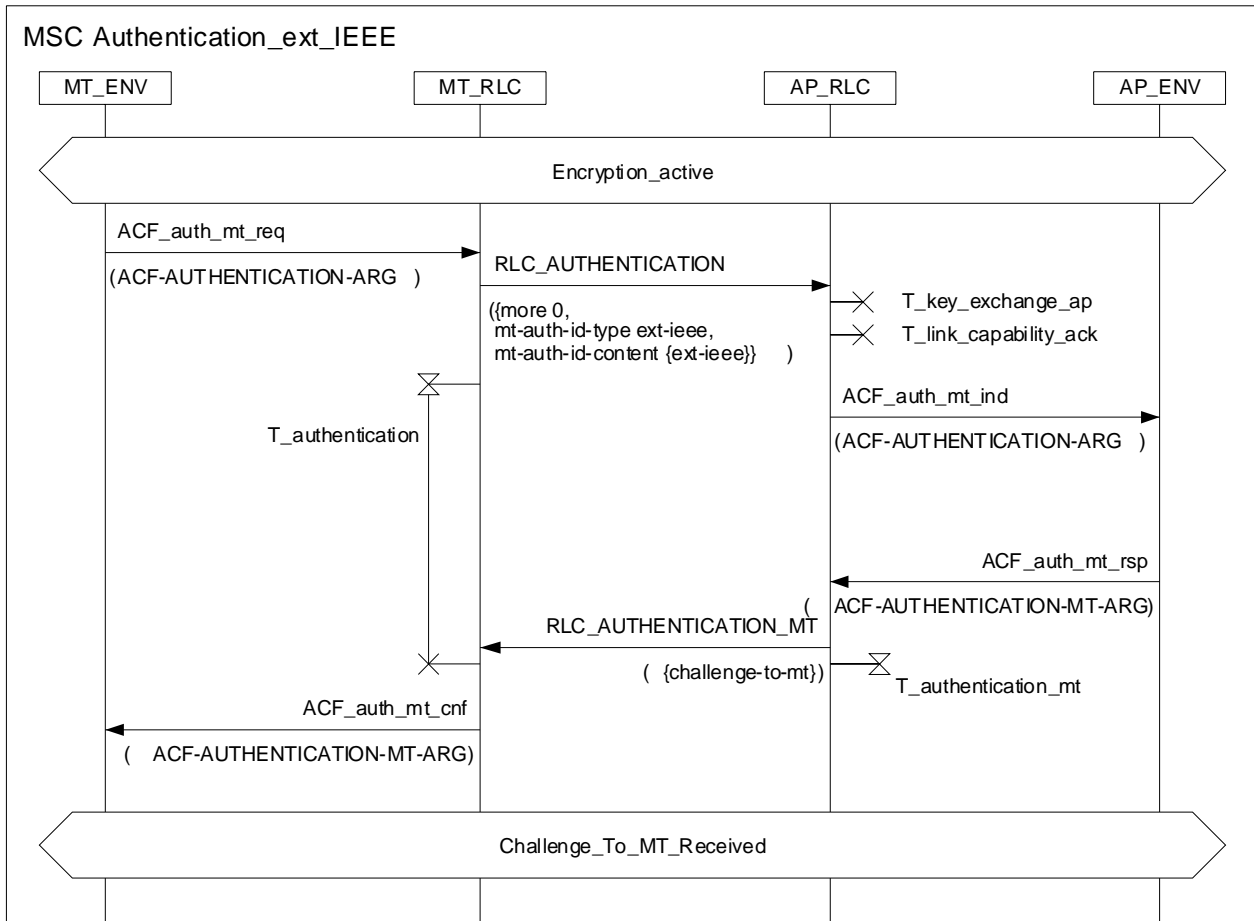 MSC Authentication_ext_IEEE
MT_ENV
MT_RLC
AP_RLC
AP_ENV
Encryption_active
ACF_auth_mt_req
(ACF-AUTHENTICATION-ARG )
RLC_AUTHENTICATION
({more 0,
mt-auth-id-type ext-ieee,
mt-auth-id-content {ext-ieee}} )
T_key_exchange_ap
T_link_capability_ack
ACF_auth_mt_ind
(ACF-AUTHENTICATION-ARG )
T_authentication
ACF_auth_mt_rsp
( ACF-AUTHENTICATION-MT-ARG)
RLC_AUTHENTICATION_MT
( {challenge-to-mt})
T_authentication_mt
ACF_auth_mt_cnf
( ACF-AUTHENTICATION-MT-ARG)
Challenge_To_MT_Received